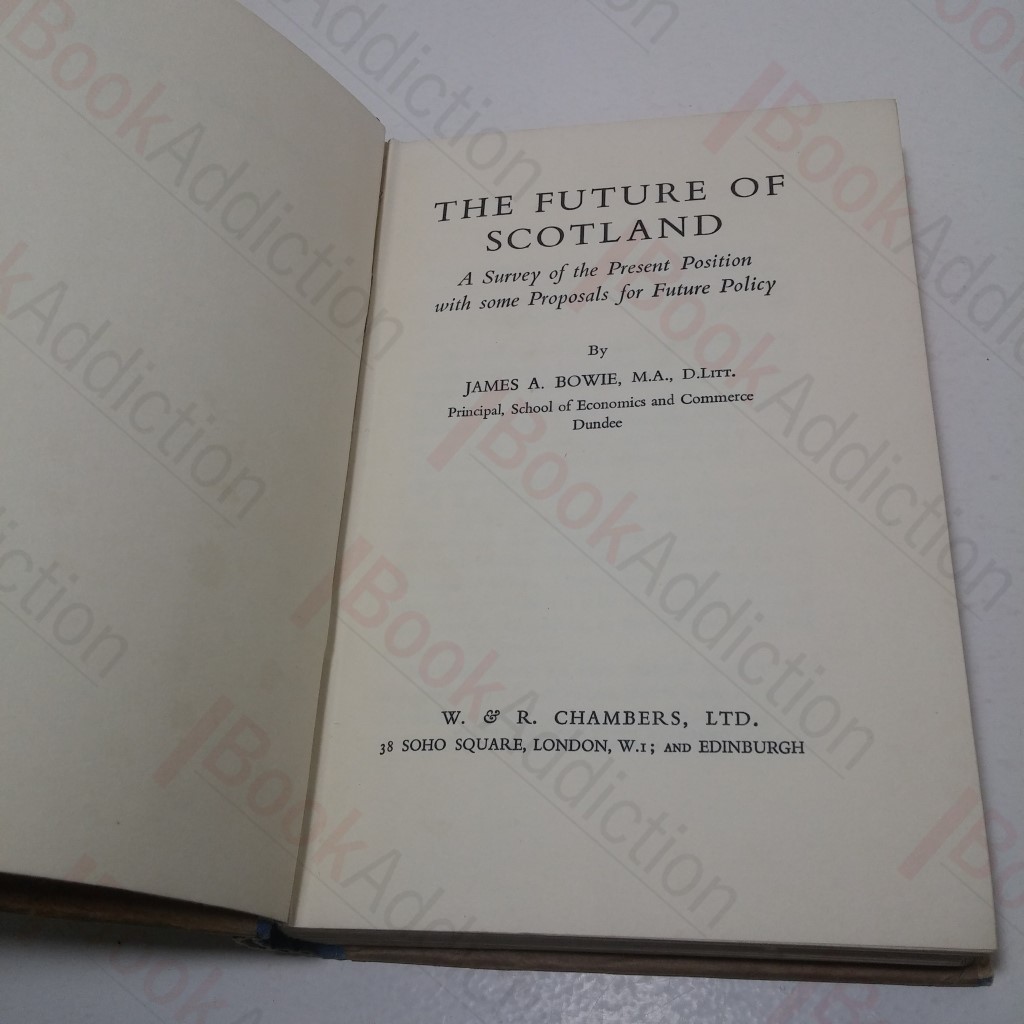 THE FUTURE OF
SCOTLAND
A Survey of the Present Position
with some Proposals for Future Policy
By
JAMES A. BOWIE, M.A., D.LITT.
Principal, School of Economics and Commerce
Dundee
W. & R. CHAMBERS, LTD.
38 SOHO SQUARE, LONDON, W.1; AND EDINBURGH
BookAddiction